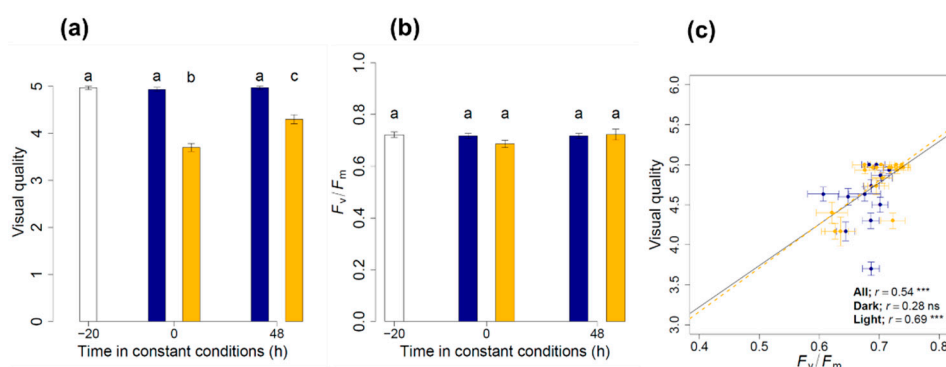 (a)
(b)
(c)
Visual quality
5
4
3
2
1
0
a
a
b
a
c
−20
0
48
Time in constant conditions (h)
Fv/Fm
1.0
0.8
0.6
0.4
0.2
0.0
a
a
a
a
a
−20
0
48
Time in constant conditions (h)
Visual quality
6.0
5.5
5.0
4.5
4.0
3.5
3.0
All; r = 0.54 ***
Dark; r = 0.28 ns
Light; r = 0.69 ***
0.4
0.5
0.6
0.7
0.8
Fv/Fm